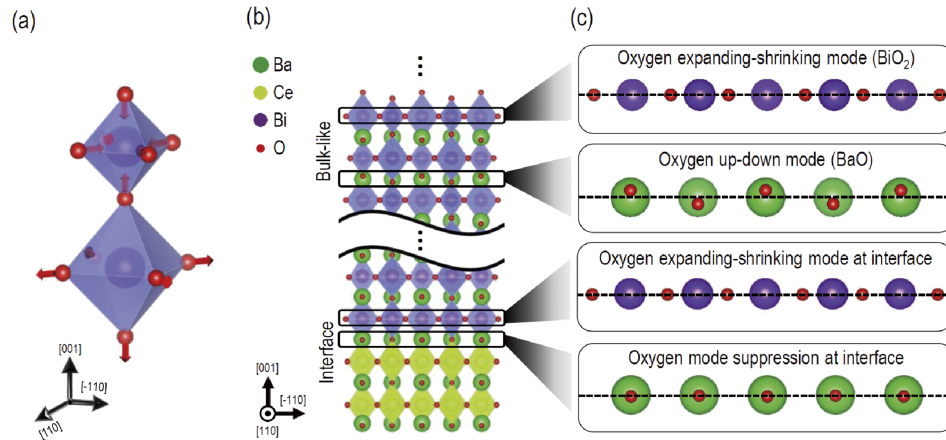 (a)
(b)
(c)
Ba
Ce
Bi
O
Bulk-like
Interface
[001]
[-110]
[110]
[001]
[-110]
[110]
Oxygen expanding-shrinking mode (BiO₂)
Oxygen up-down mode (BaO)
Oxygen expanding-shrinking mode at interface
Oxygen mode suppression at interface